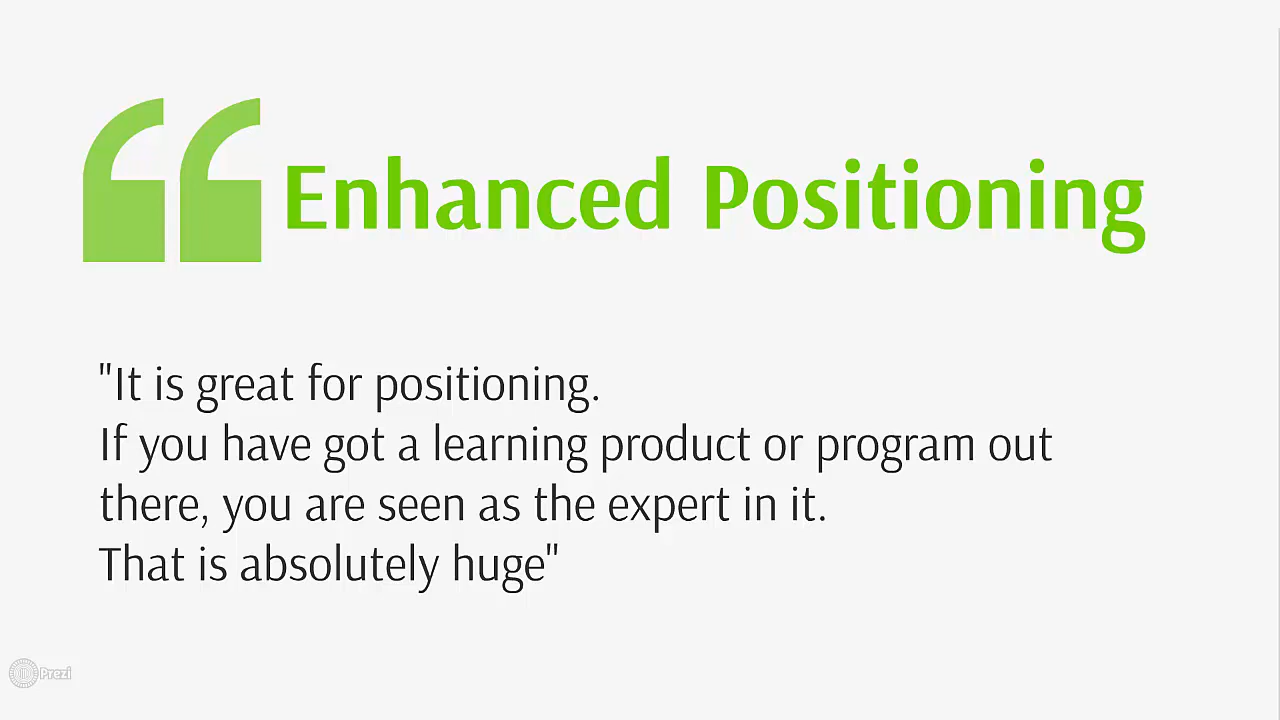 Enhanced Positioning
"It is great for positioning.
If you have got a learning product or program out
there, you are seen as the expert in it.
That is absolutely huge"
Prezi